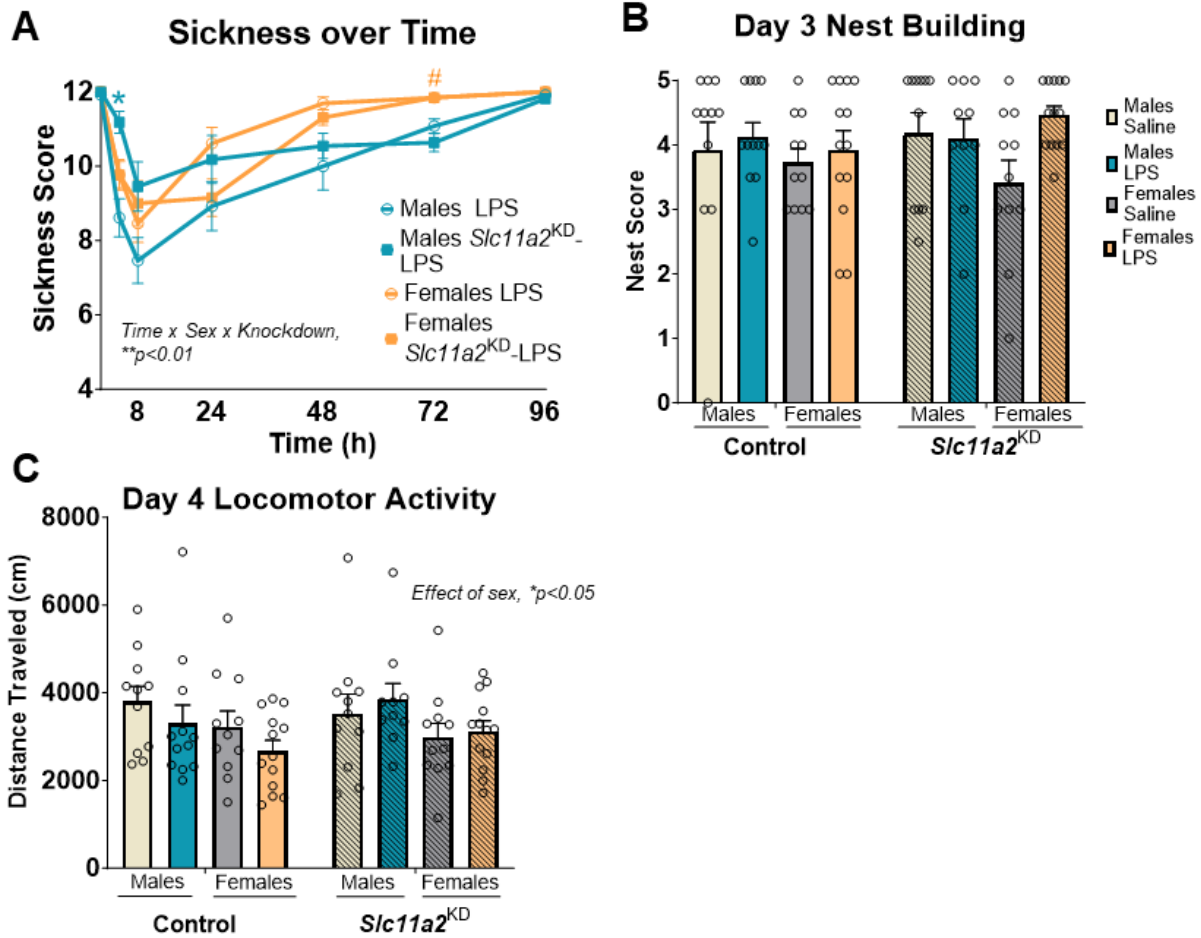 A
Sickness over Time
12
10
8
6
4
Sickness Score
*
#
Males LPS
Males Slc11a2KD-
LPS
Females LPS
Females
Slc11a2KD-LPS
Time x Sex x Knockdown,
**p<0.01
8 24 48 72 96
Time (h)
B
Day 3 Nest Building
5
4
3
2
1
0
Nest Score
Males
Saline
Males
LPS
Females
Saline
Females
LPS
Males Females Males Females
Control Slc11a2KD
C
Day 4 Locomotor Activity
8000
6000
4000
2000
0
Distance Traveled (cm)
Effect of sex, *p<0.05
Males Females Males Females
Control Slc11a2KD